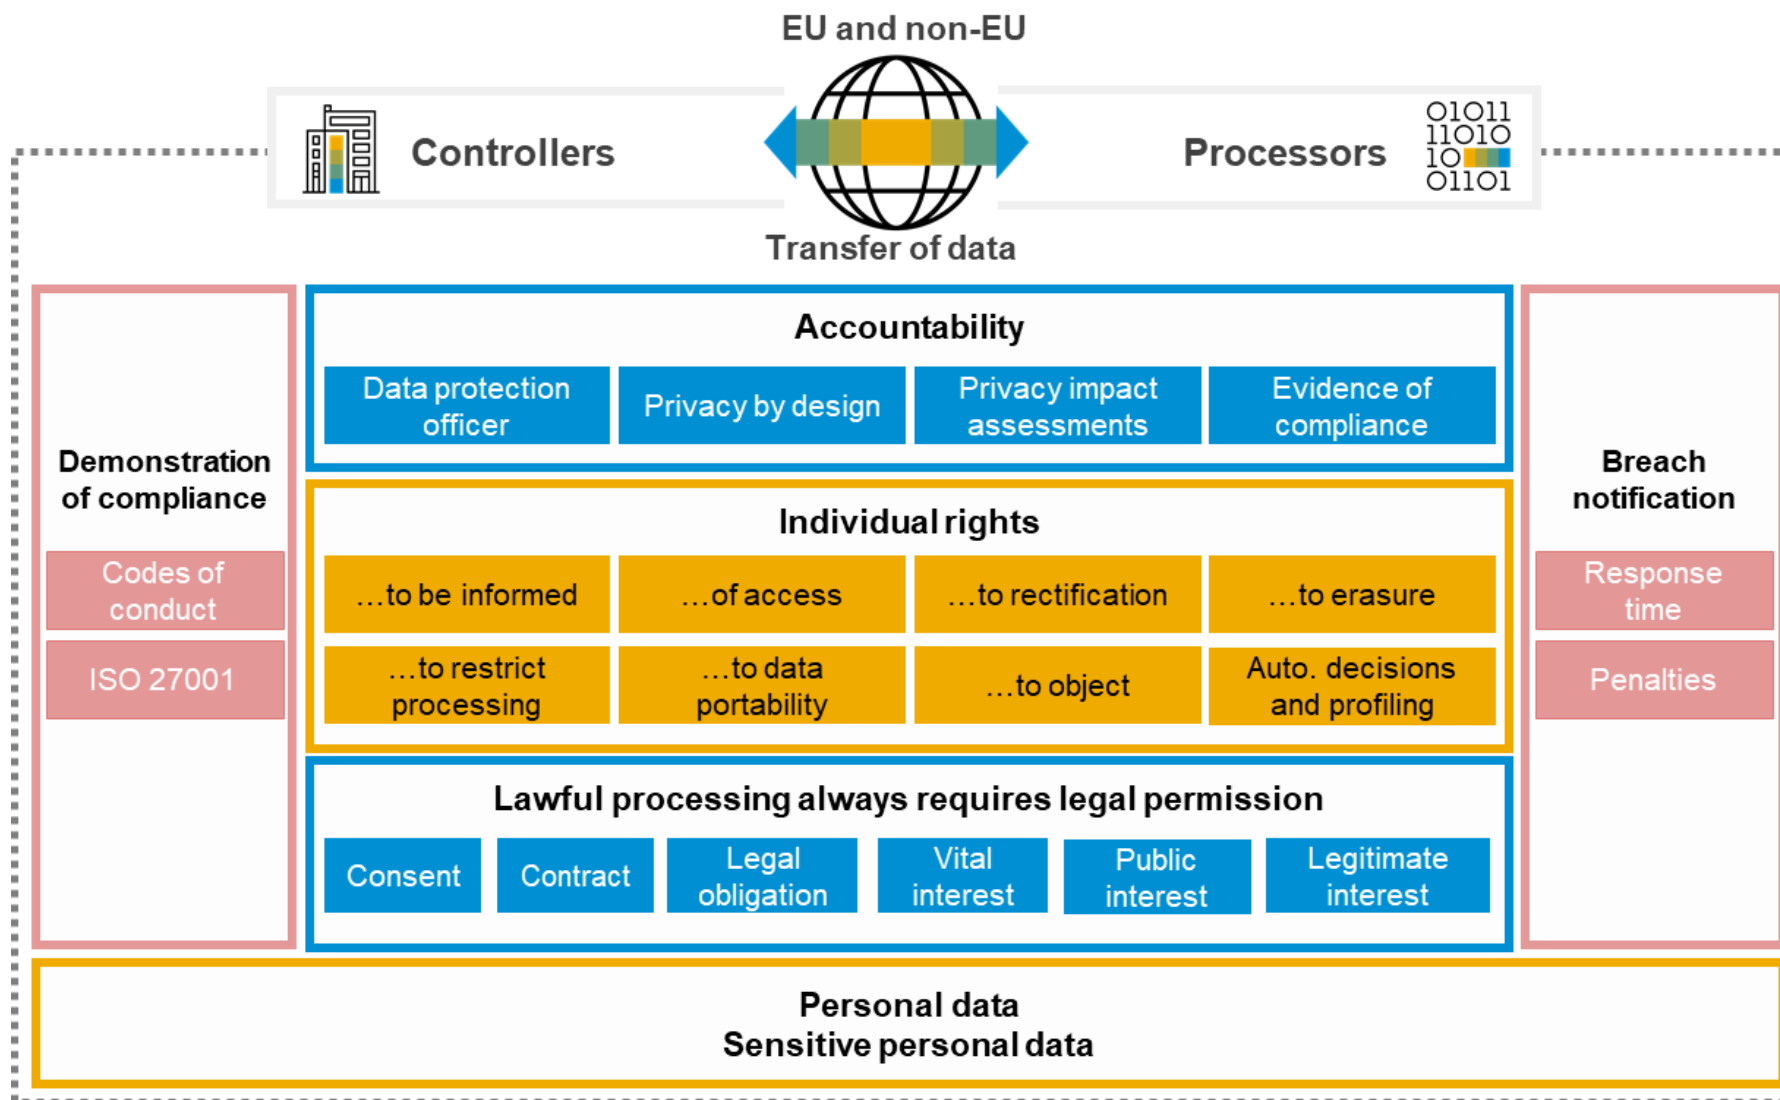 EU and non-EU
Controllers
Processors
01011
11010
10
01101
Transfer of data
Accountability
Data protection
officer
Privacy by design
Privacy impact
assessments
Evidence of
compliance
Demonstration
of compliance
Codes of
conduct
ISO 27001
Individual rights
...to be informed
...of access
...to rectification
...to erasure
...to restrict
processing
...to data
portability
...to object
Auto. decisions
and profiling
Breach
notification
Response
time
Penalties
Lawful processing always requires legal permission
Consent
Contract
Legal
obligation
Vital
interest
Public
interest
Legitimate
interest
Personal data
Sensitive personal data